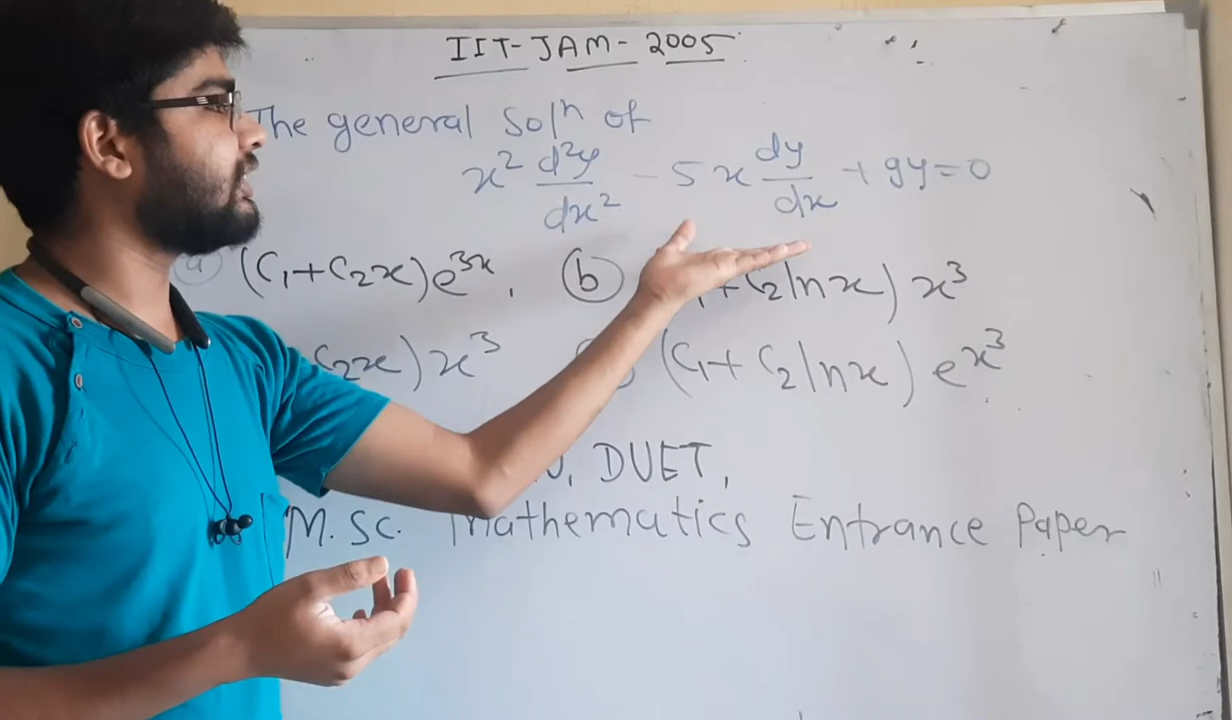 IIT-JAM-2005
The general Solⁿ of
x² d²y/dx² - 5x dy/dx + 9y = 0
(a) (C₁+C₂x)e³ˣ, (b) +C₂lnx) x³
C₂x) x³ (C₁+C₂lnx) eˣ³
DUET,
M.Sc. Mathematics Entrance Paper